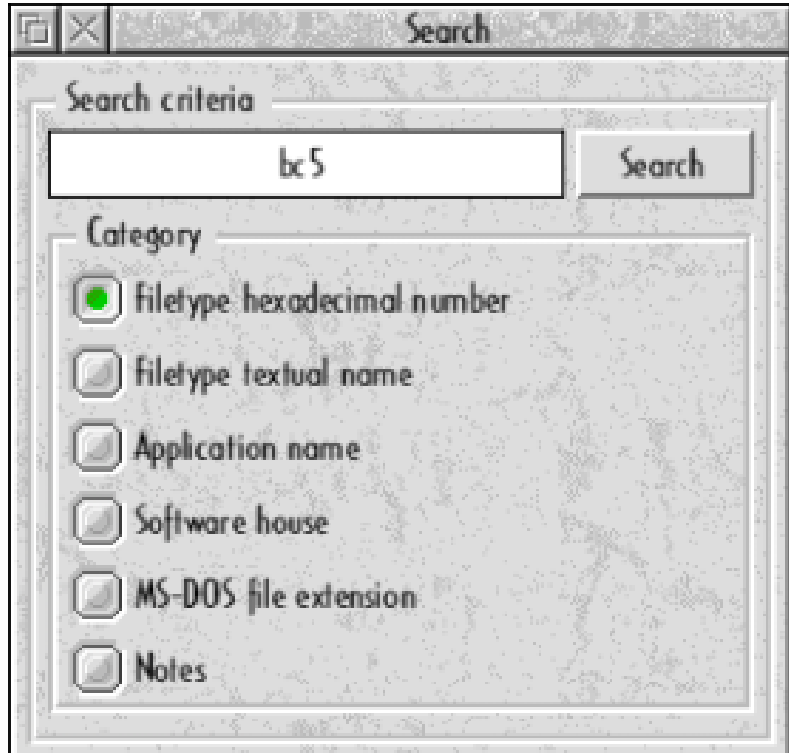 Search
Search criteria
bc5
Search
Category
Filetype hexadecimal number
Filetype textual name
Application name
Software house
MS-DOS file extension
Notes